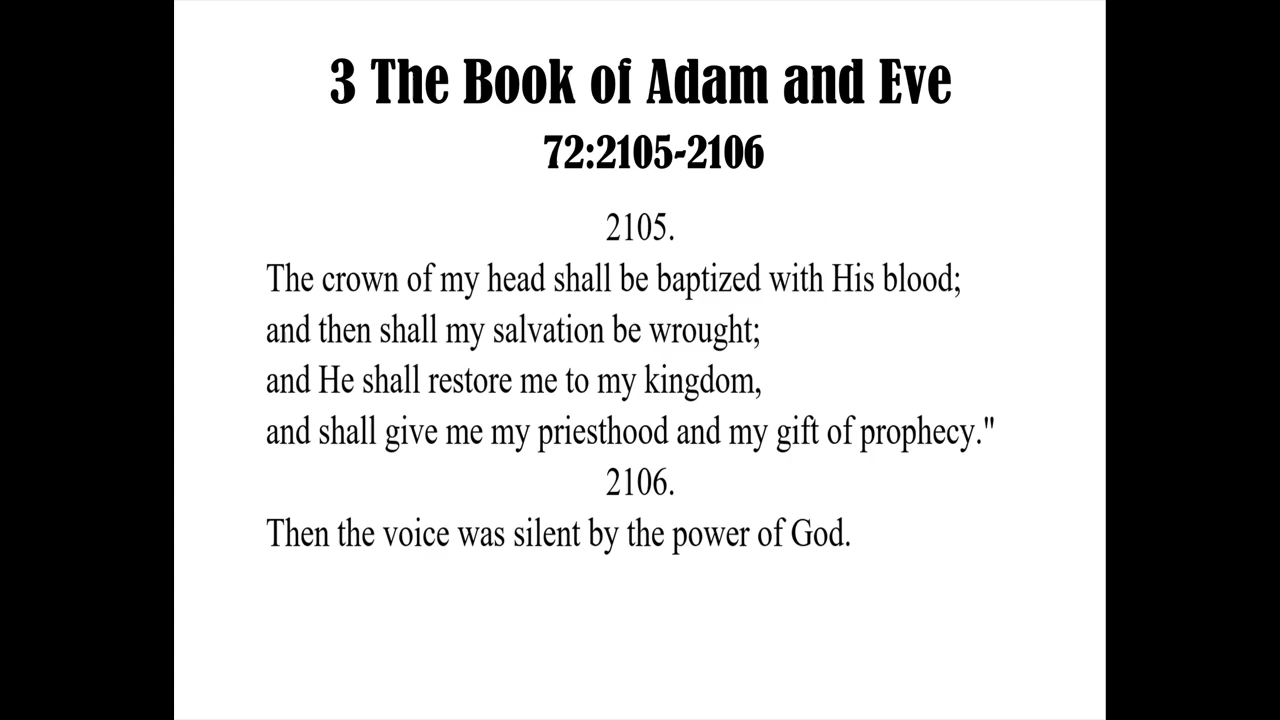 3 The Book of Adam and Eve
72:2105-2106
2105.
The crown of my head shall be baptized with His blood;
and then shall my salvation be wrought;
and He shall restore me to my kingdom,
and shall give me my priesthood and my gift of prophecy."
2106.
Then the voice was silent by the power of God.